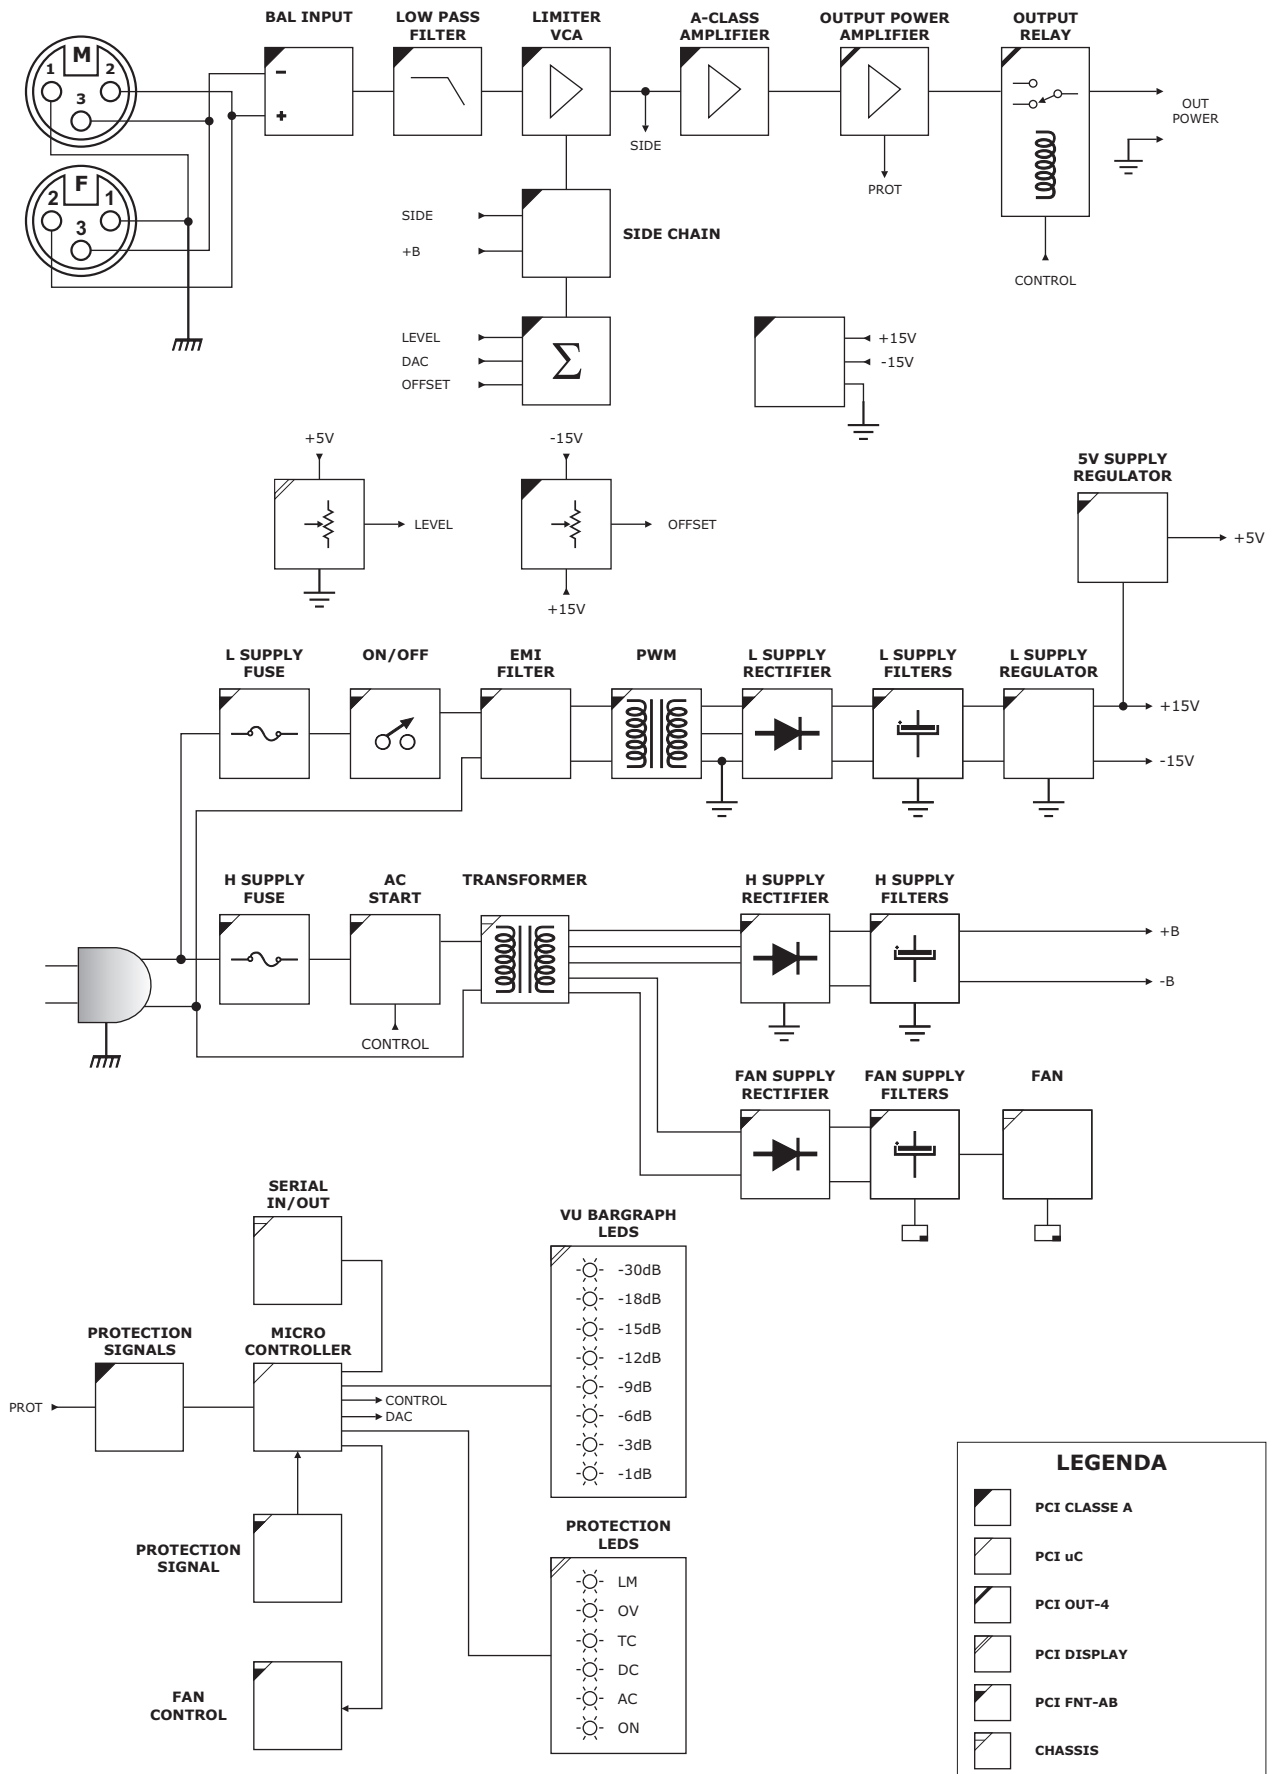 BAL INPUT
LOW PASS
FILTER
LIMITER
VCA
A-CLASS
AMPLIFIER
OUTPUT POWER
AMPLIFIER
OUTPUT
RELAY
M
1
2
3
-
+
SIDE
PROT
OUT
POWER
F
2
1
3
SIDE
+B
SIDE CHAIN
CONTROL
LEVEL
DAC
OFFSET
Σ
+15V
-15V
+5V
LEVEL
-15V
OFFSET
+15V
5V SUPPLY
REGULATOR
+5V
L SUPPLY
FUSE
ON/OFF
EMI
FILTER
PWM
L SUPPLY
RECTIFIER
L SUPPLY
FILTERS
L SUPPLY
REGULATOR
+15V
-15V
H SUPPLY
FUSE
AC
START
TRANSFORMER
H SUPPLY
RECTIFIER
H SUPPLY
FILTERS
+B
-B
CONTROL
FAN SUPPLY
RECTIFIER
FAN SUPPLY
FILTERS
FAN
SERIAL
IN/OUT
VU BARGRAPH
LEDS
-30dB
-18dB
-15dB
-12dB
-9dB
-6dB
-3dB
-1dB
PROTECTION
SIGNALS
MICRO
CONTROLLER
PROT
CONTROL
DAC
PROTECTION
SIGNAL
FAN
CONTROL
PROTECTION
LEDS
LM
OV
TC
DC
AC
ON
LEGENDA
PCI CLASSE A
PCI uC
PCI OUT-4
PCI DISPLAY
PCI FNT-AB
CHASSIS